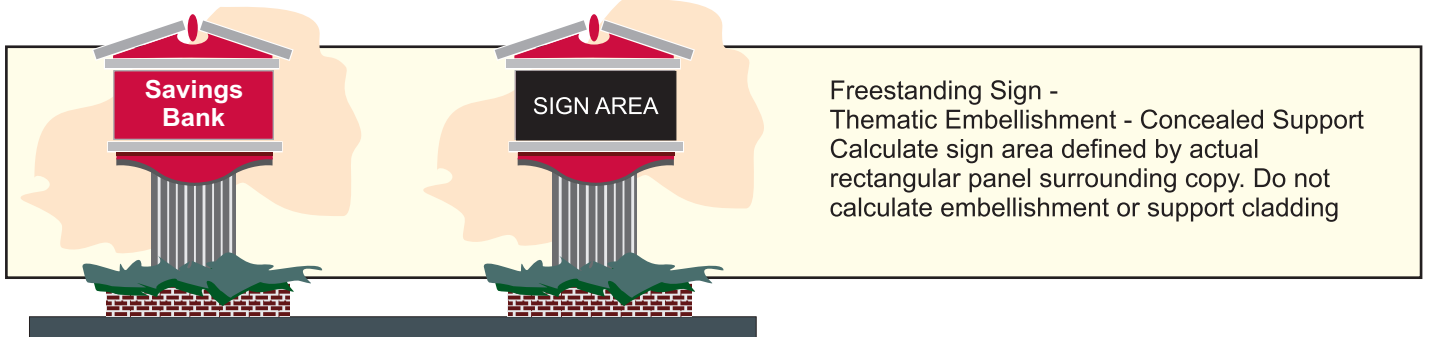 Savings
Bank
SIGN AREA
Freestanding Sign -
Thematic Embellishment - Concealed Support
Calculate sign area defined by actual
rectangular panel surrounding copy. Do not
calculate embellishment or support cladding